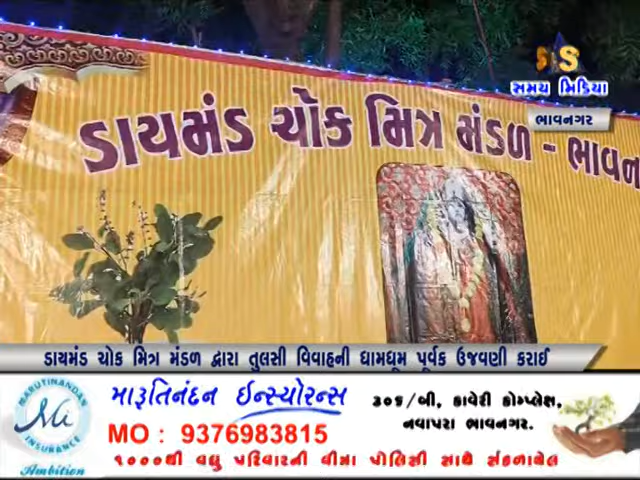 સમય મિડિયા
ભાવનગર
ડાયમંડ ચોક મિત્ર મંડળ - ભાવન
ડાયમંડ ચોક મિત્ર મંડળ દ્વારા તુલસી વિવાહની ધામધુમ પૂર્વક ઉજવણી કરાઈ
MARUTINANDAN
INSURANCE
Ambition
મારૂતિનંદન ઈન્સ્યોરન્સ
MO : 9376983815
૩૦૬/બી, કાવેરી કોમ્પ્લેક્ષ,
નવાપરા ભાવનગર.
૧૦૦૦થી વધુ પરિવારની વીમા પોલિસી સાથે સંકળાયેલ